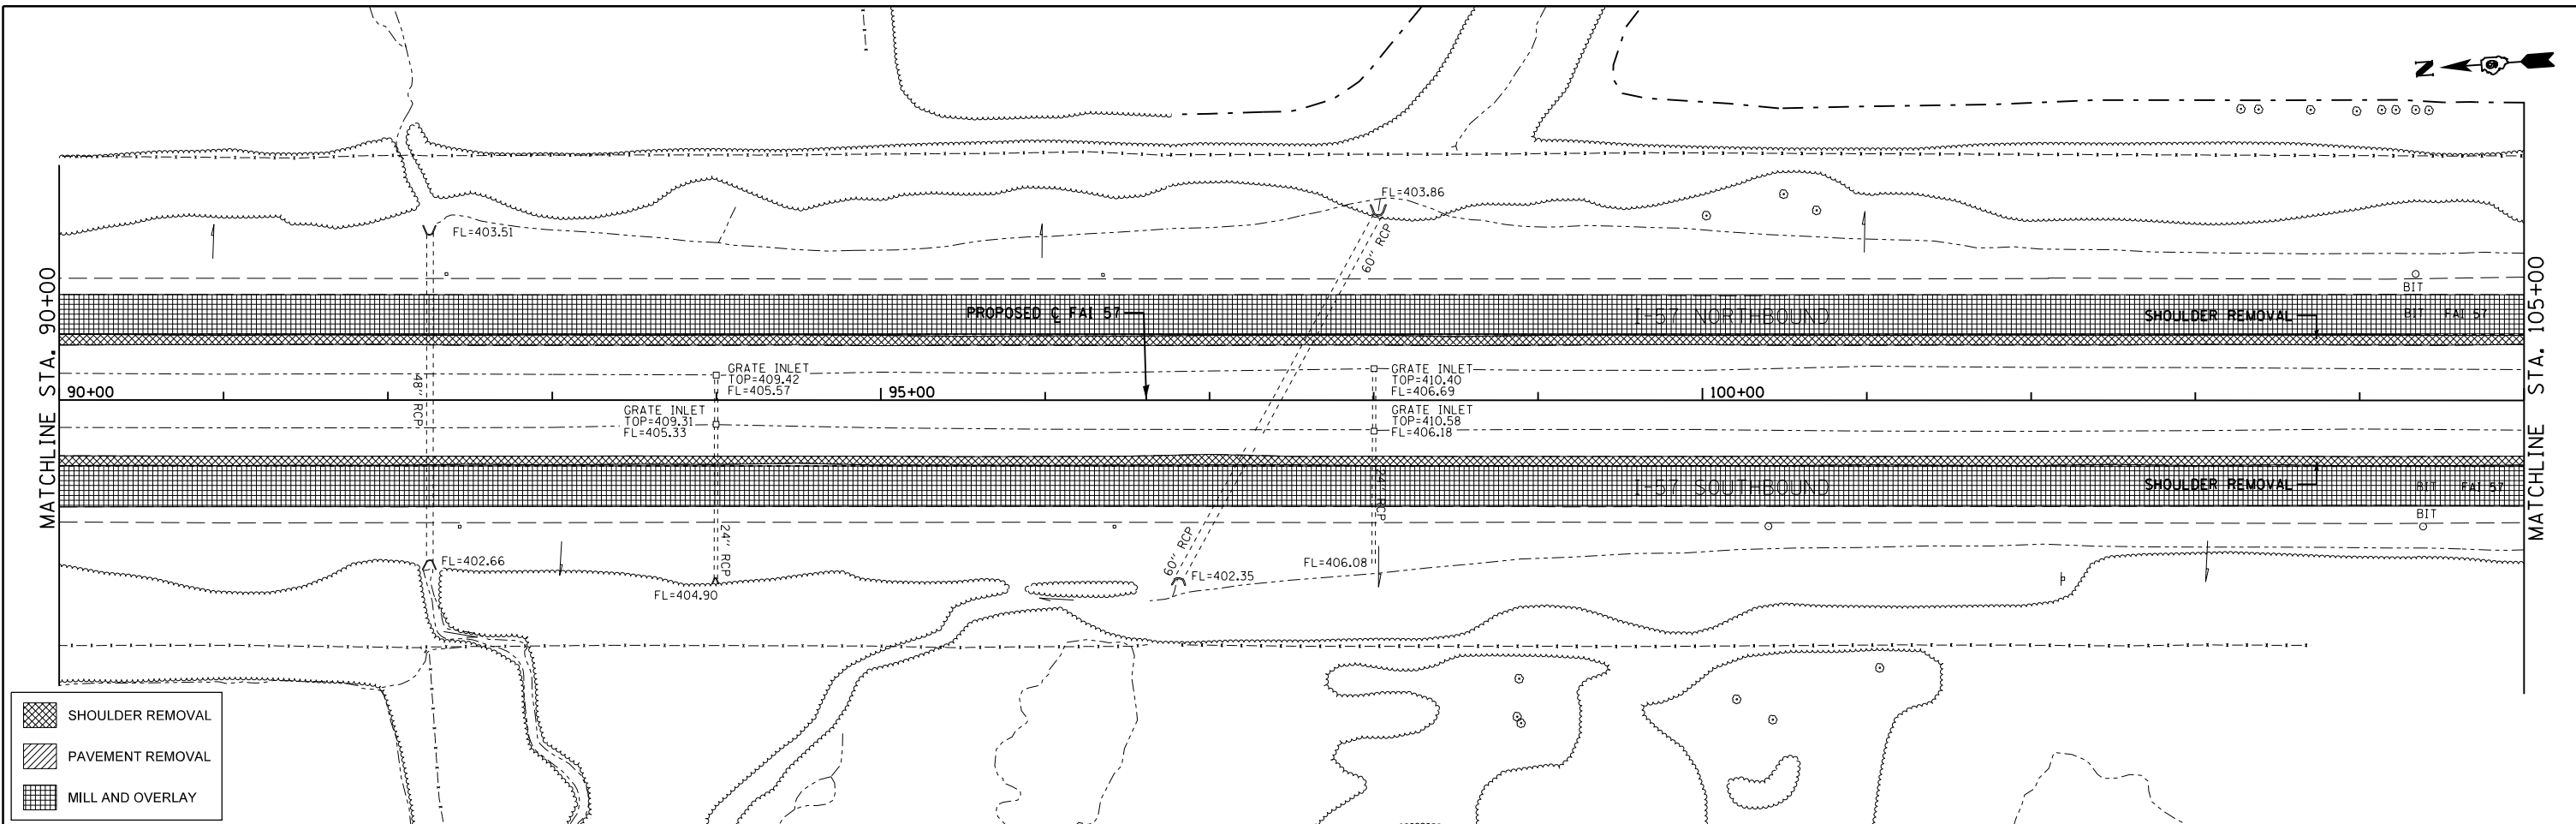 N
FL=403.86
FL=403.51
60" RCP
MATCHLINE STA. 90+00
MATCHLINE STA. 105+00
BIT
PROPOSED ℄ FAI 57
I-57 NORTHBOUND
SHOULDER REMOVAL
BIT FAI 57
48" RCP
GRATE INLET
TOP=409.42
FL=405.57
GRATE INLET
TOP=410.40
FL=406.69
90+00
95+00
100+00
GRATE INLET
TOP=409.31
FL=405.33
GRATE INLET
TOP=410.58
FL=406.18
24" RCP
I-57 SOUTHBOUND
SHOULDER REMOVAL
BIT FAI 57
BIT
24" RCP
60" RCP
FL=402.66
FL=406.08
FL=402.35
FL=404.90
SHOULDER REMOVAL
PAVEMENT REMOVAL
MILL AND OVERLAY